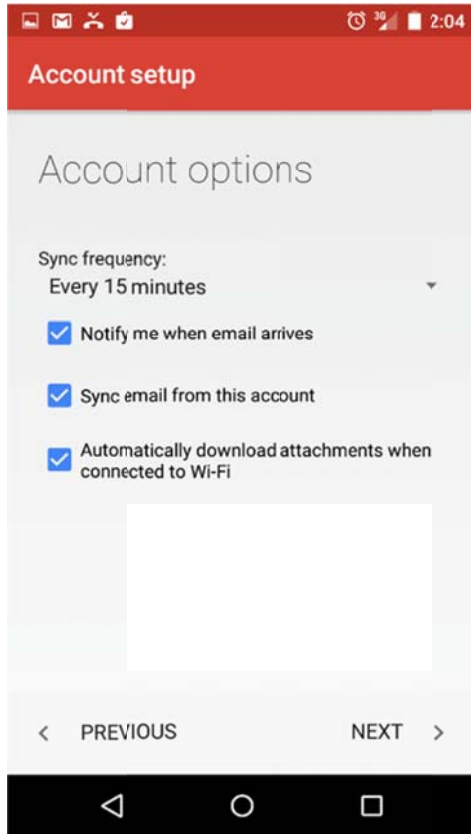 3G 2:04
Account setup
Account options
Sync frequency:
Every 15 minutes
Notify me when email arrives
Sync email from this account
Automatically download attachments when
connected to Wi-Fi
PREVIOUS NEXT